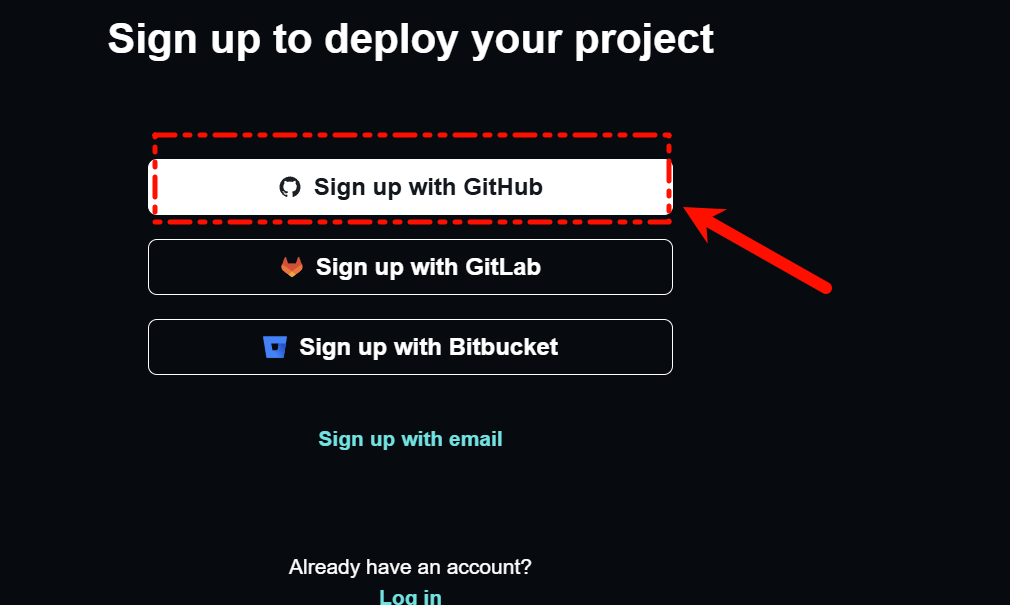 Sign up to deploy your project
Sign up with GitHub
Sign up with GitLab
Sign up with Bitbucket
Sign up with email
Already have an account?
Log in